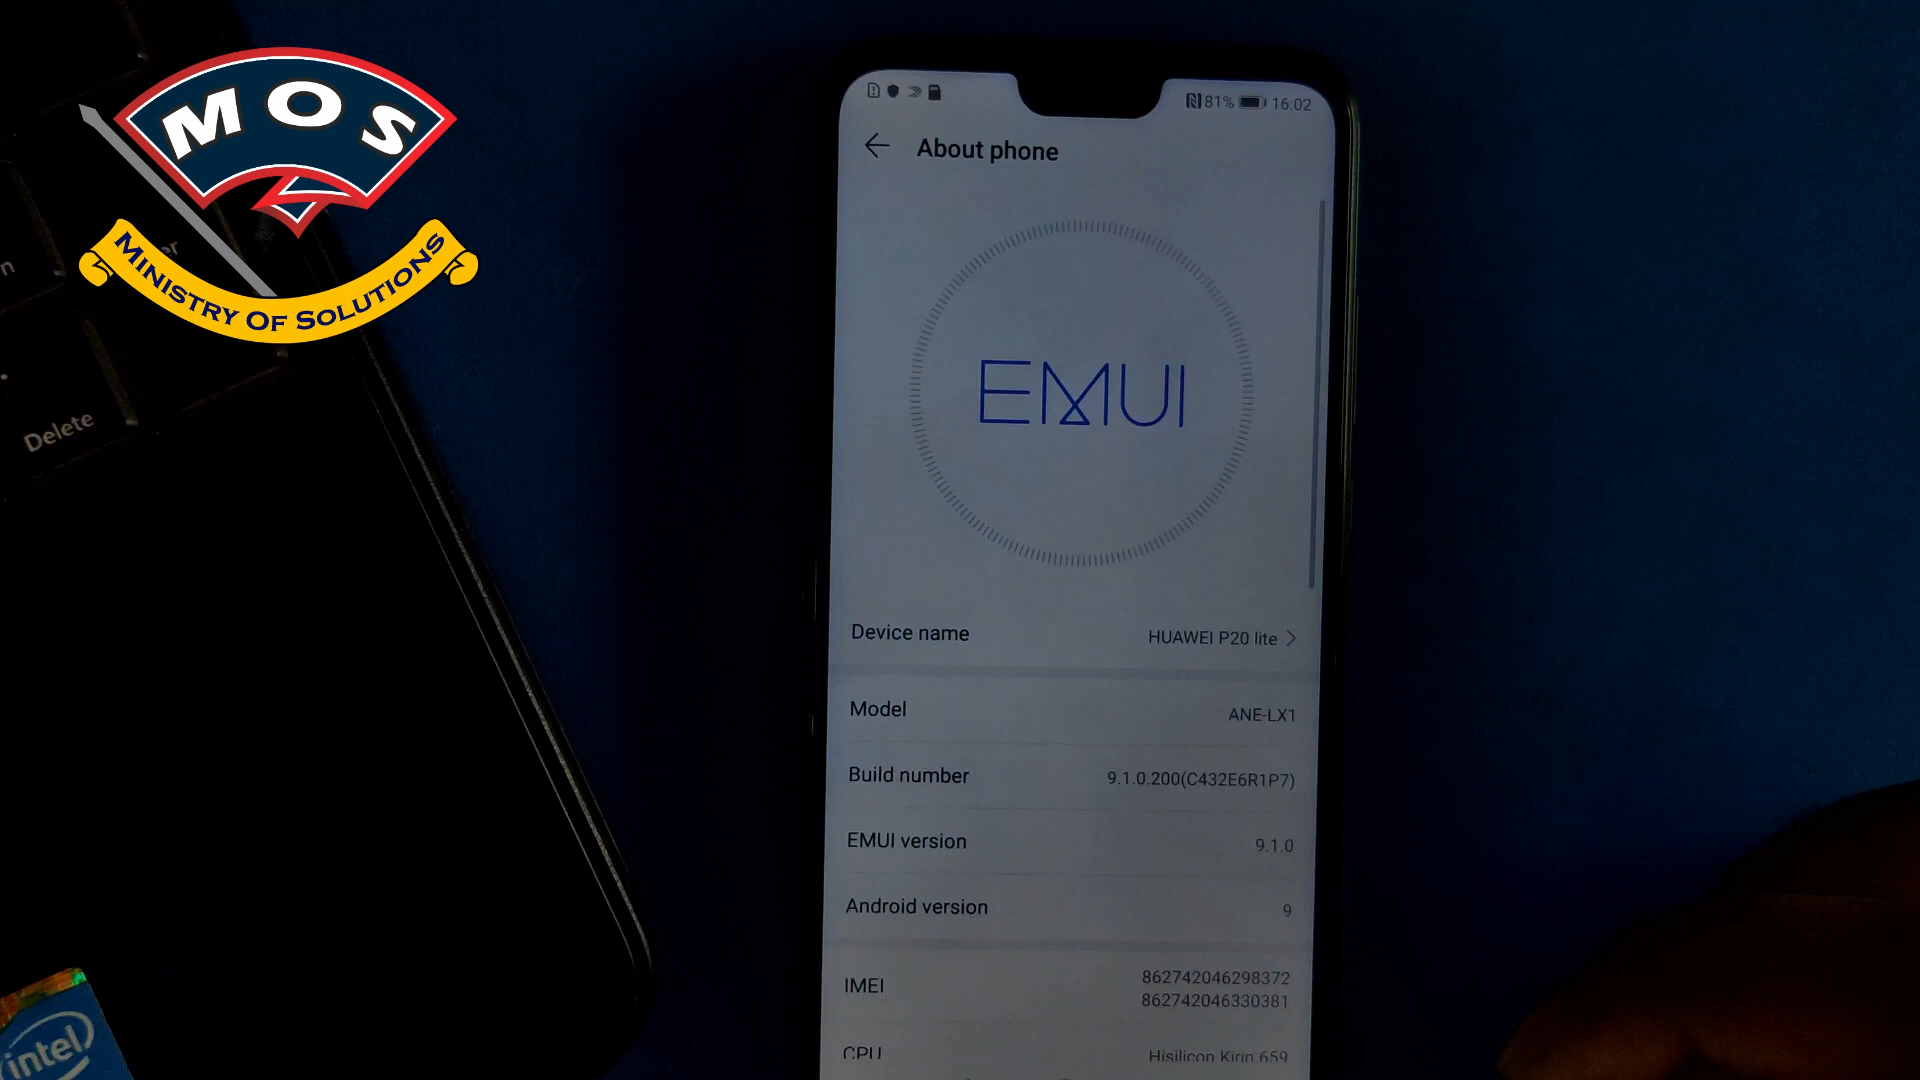 MOS
Ministry Of Solutions
Delete
intel
81% 16:02
About phone
EMUI
Device name HUAWEI P20 lite
Model ANE-LX1
Build number 9.1.0.200(C432E6R1P7)
EMUI version 9.1.0
Android version 9
IMEI 862742046298372
862742046330381
CPU Hisilicon Kirin 659